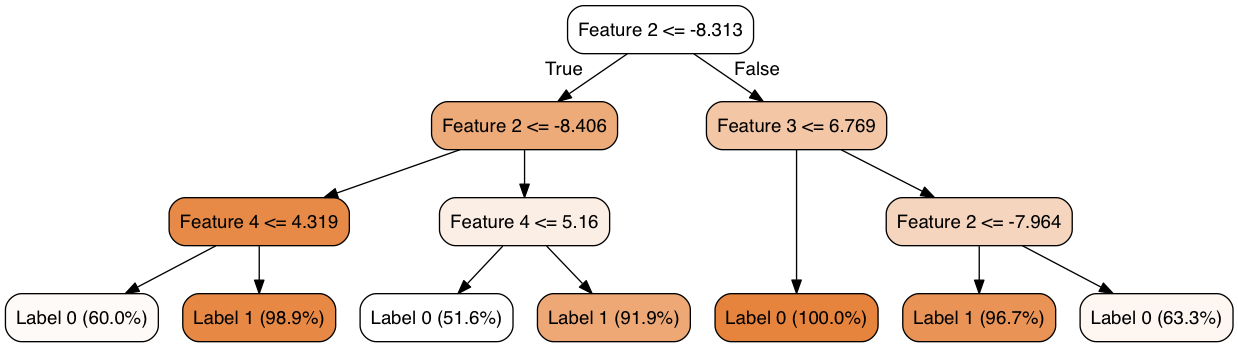 Feature 2 <= -8.313
True
False
Feature 2 <= -8.406
Feature 3 <= 6.769
Feature 4 <= 4.319
Feature 4 <= 5.16
Feature 2 <= -7.964
Label 0 (60.0%)
Label 1 (98.9%)
Label 0 (51.6%)
Label 1 (91.9%)
Label 0 (100.0%)
Label 1 (96.7%)
Label 0 (63.3%)